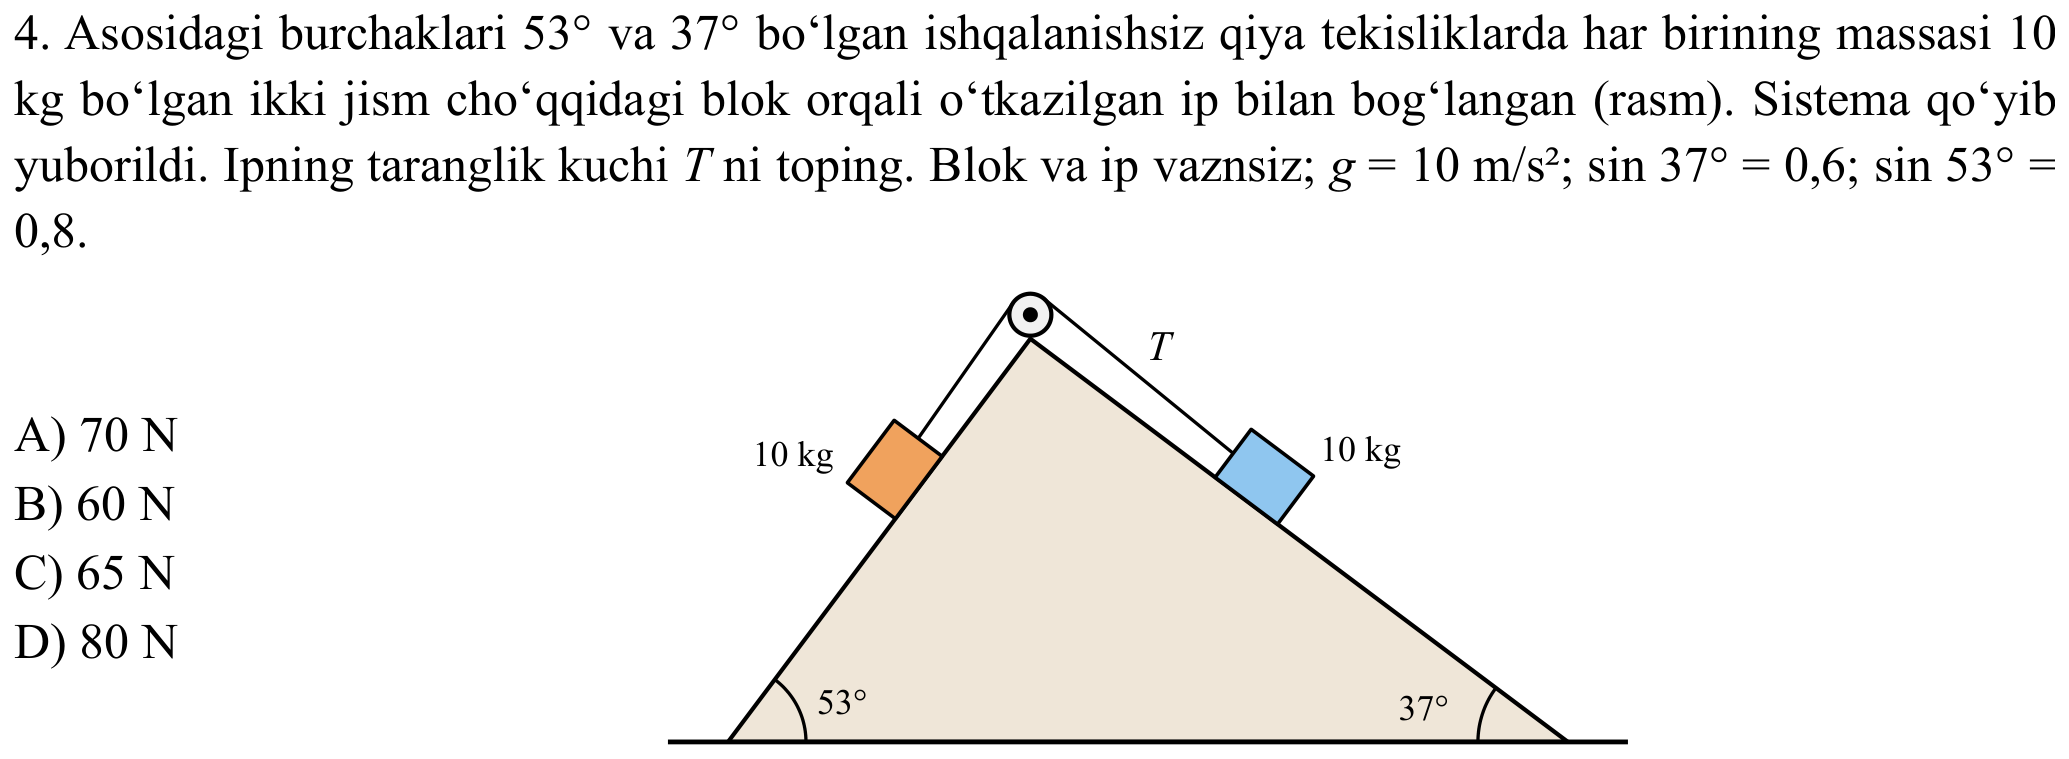 4. Asosidagi burchaklari 53° va 37° bo‘lgan ishqalanishsiz qiya tekisliklarda har birining massasi 10
kg bo‘lgan ikki jism cho‘qqidagi blok orqali o‘tkazilgan ip bilan bog‘langan (rasm). Sistema qo‘yib
yuborildi. Ipning taranglik kuchi T ni toping. Blok va ip vaznsiz; g = 10 m/s²; sin 37° = 0,6; sin 53° =
0,8.
T
A) 70 N
10 kg
10 kg
B) 60 N
C) 65 N
D) 80 N
53°
37°